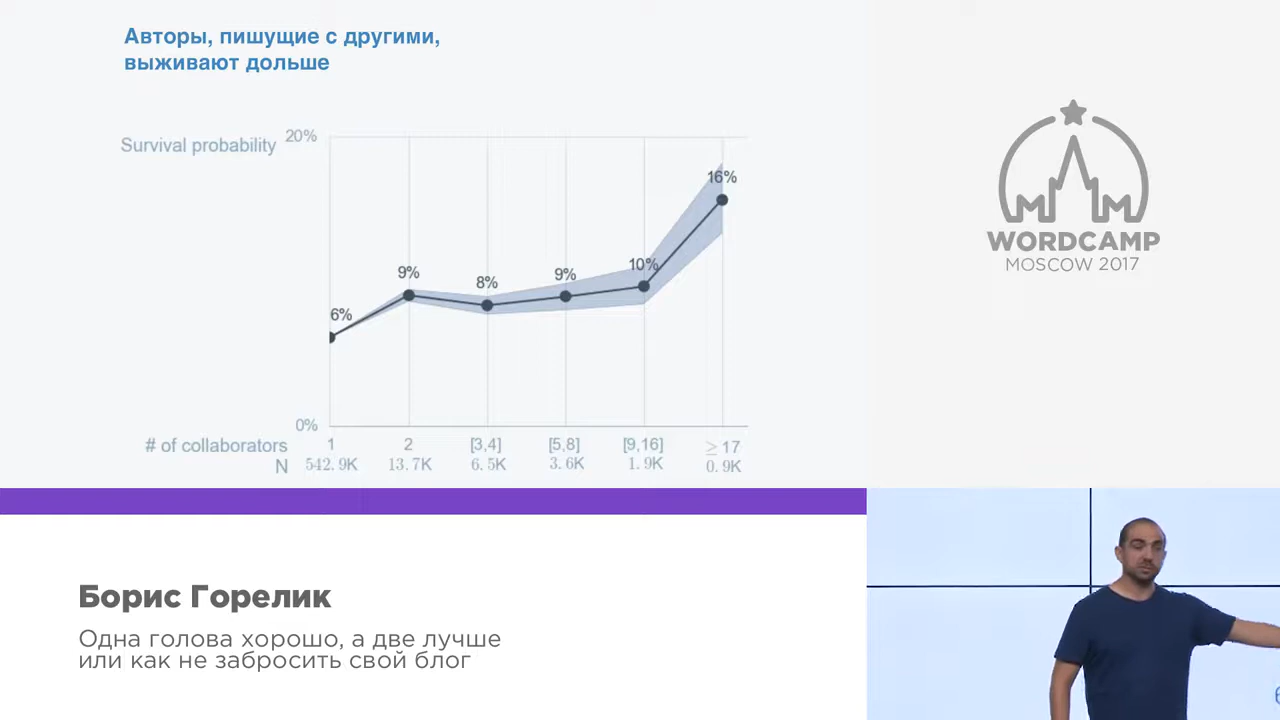 Авторы, пишущие с другими,
выживают дольше
Survival probability
20%
6%
9%
8%
9%
10%
16%
0%
# of collaborators 1 2 [3,4] [5,8] [9,16] ≥ 17
N 542.9K 13.7K 6.5K 3.6K 1.9K 0.9K
WORDCAMP
MOSCOW 2017
Борис Горелик
Одна голова хорошо, а две лучше
или как не забросить свой блог